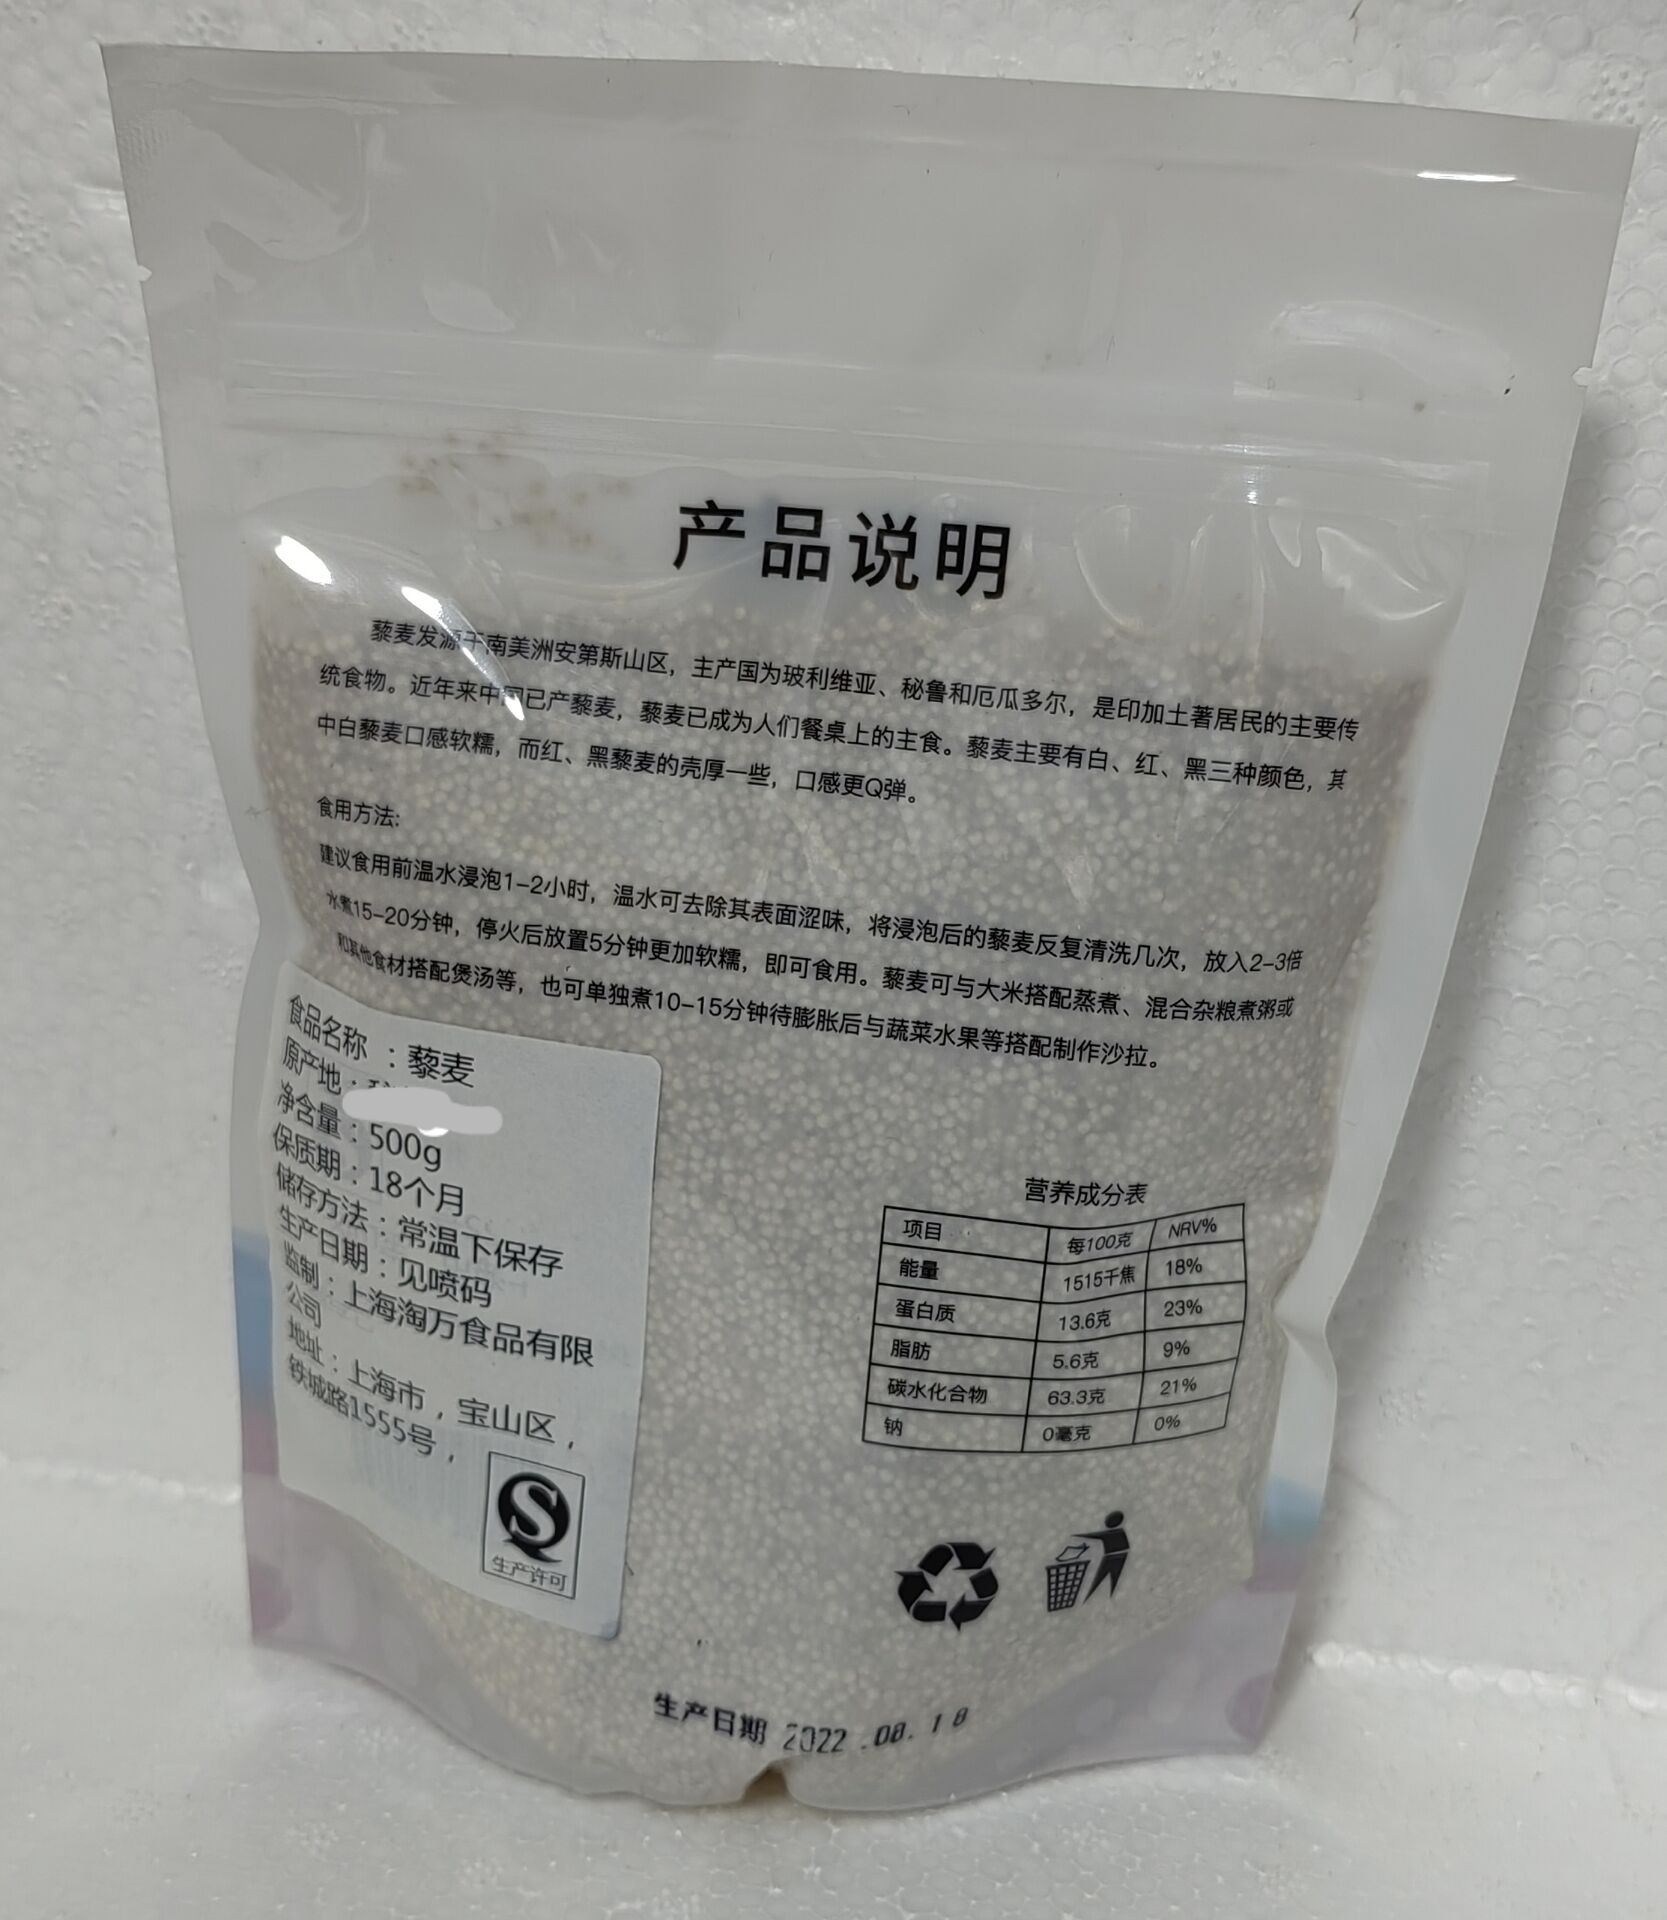 产品说明
藜麦发源于南美洲安第斯山区，主产国为玻利维亚、秘鲁和厄瓜多尔，是印加土著居民的主要传
统食物。近年来中国已产藜麦，藜麦已成为人们餐桌上的主食。藜麦主要有白、红、黑三种颜色，其
中白藜麦口感软糯，而红、黑藜麦的壳厚一些，口感更Q弹。
食用方法:
建议食用前温水浸泡1-2小时，温水可去除其表面涩味，将浸泡后的藜麦反复清洗几次，放入2-3倍
水煮15-20分钟，停火后放置5分钟更加软糯，即可食用。藜麦可与大米搭配蒸煮、混合杂粮煮粥或
和其他食材搭配煲汤等，也可单独煮10-15分钟待膨胀后与蔬菜水果等搭配制作沙拉。
食品名称：藜麦
原产地：
净含量：500g
保质期：18个月
储存方法：常温下保存
生产日期：见喷码
监制：上海淘万食品有限
公司
地址：上海市，宝山区，
铁城路1555号，
生产许可
营养成分表
项目 每100克 NRV%
能量 1515千焦 18%
蛋白质 13.6克 23%
脂肪 5.6克 9%
碳水化合物 63.3克 21%
钠 0毫克 0%
生产日期 2022.08.18